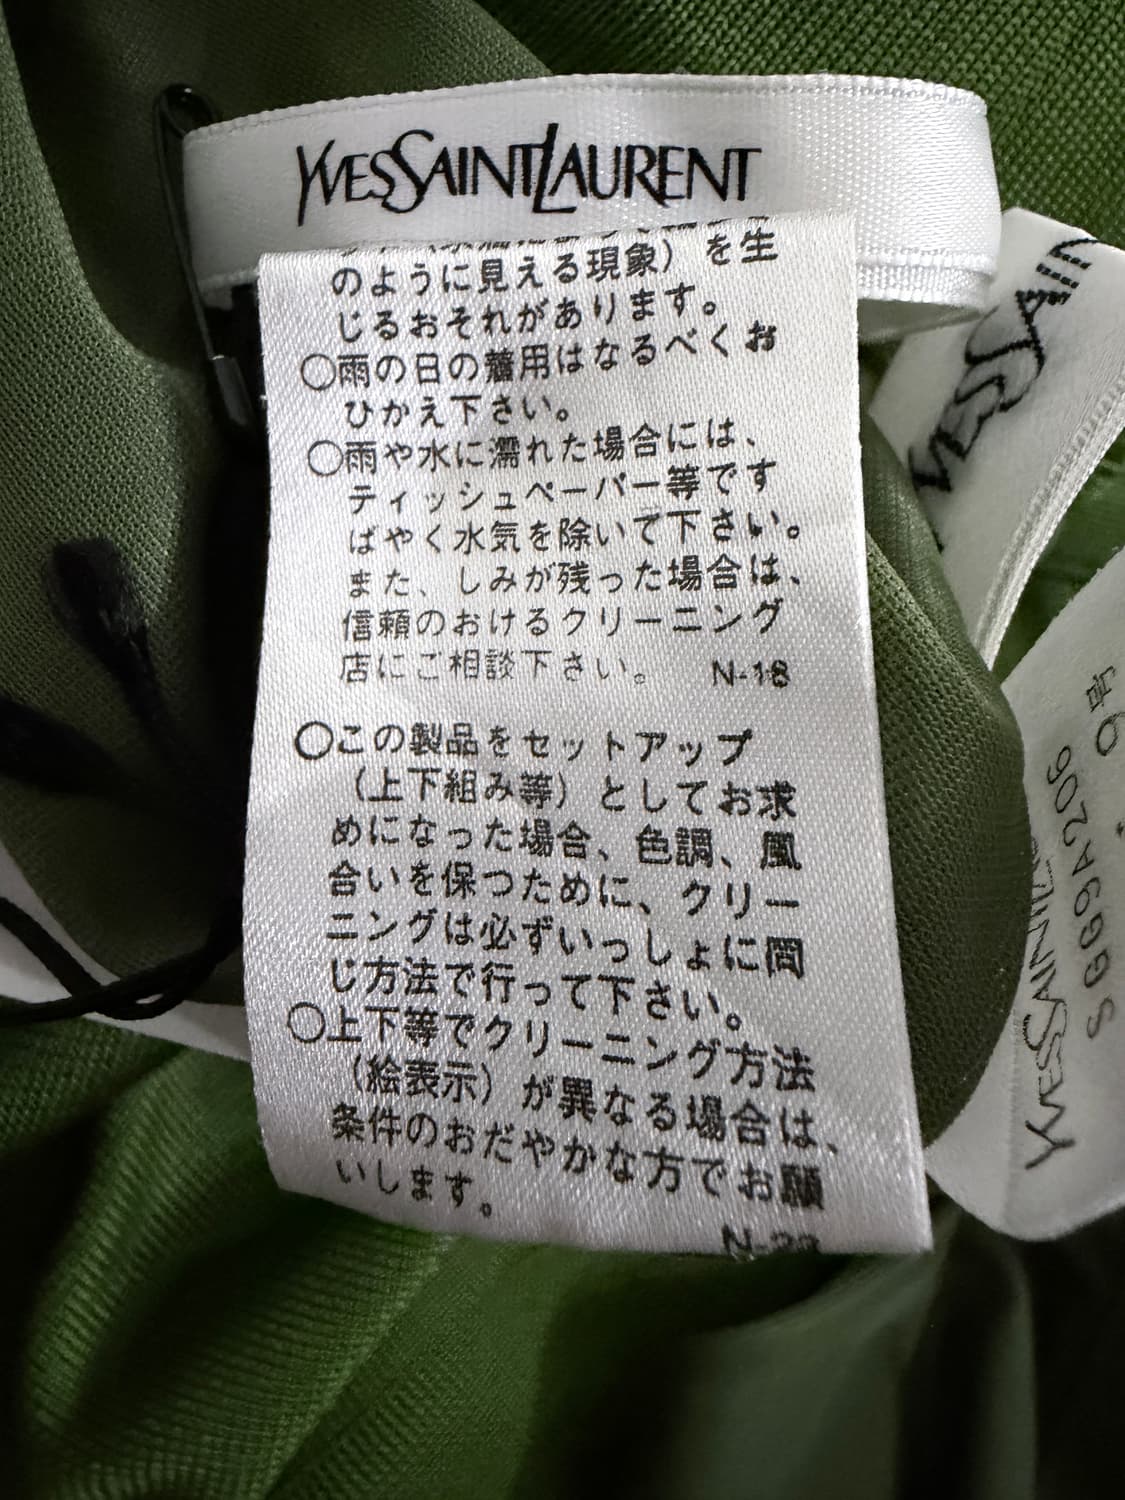 YVESSAINTLAURENT
のように見える現象）を生
じるおそれがあります。
○雨の日の着用はなるべくお
ひかえ下さい。
○雨や水に濡れた場合には、
ティッシュペーパー等です
ばやく水気を除いて下さい。
また、しみが残った場合は、
信頼のおけるクリーニング
店にご相談下さい。 N-18
○この製品をセットアップ
（上下組み等）としてお求
めになった場合、色調、風
合いを保つために、クリー
ニングは必ずいっしょに同
じ方法で行って下さい。
○上下等でクリーニング方法
（絵表示）が異なる場合は、
条件のおだやかな方でお願
いします。
N-23
YVESSAIN
YVESSAINTLAU
SGG9A206
9号